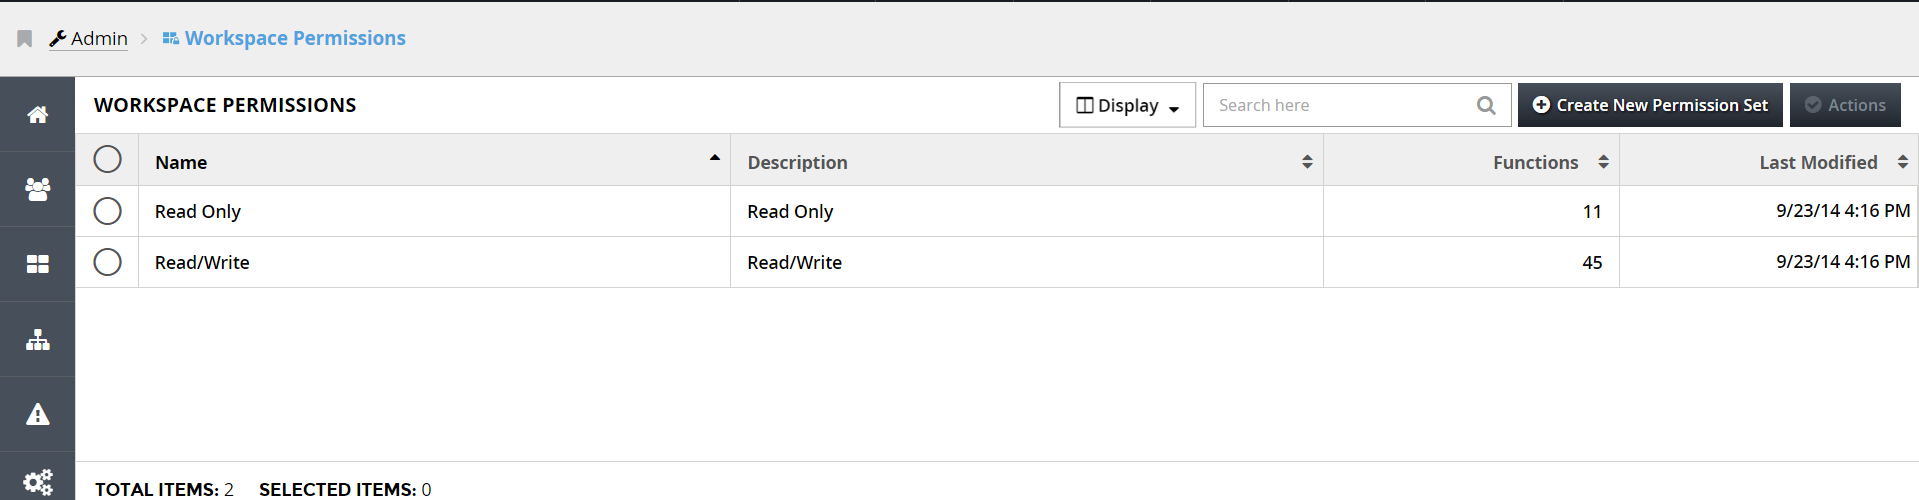 Admin > Workspace Permissions
WORKSPACE PERMISSIONS Display Search here Create New Permission Set Actions
Name Description Functions Last Modified
Read Only Read Only 11 9/23/14 4:16 PM
Read/Write Read/Write 45 9/23/14 4:16 PM
TOTAL ITEMS: 2 SELECTED ITEMS: 0